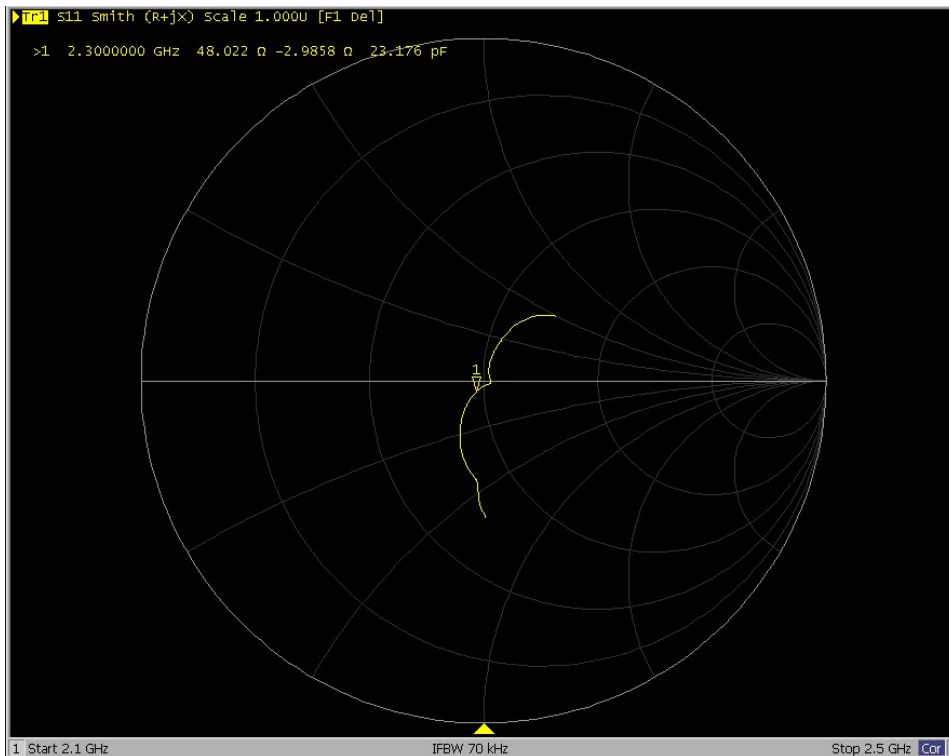 Tr1 S11 Smith (R+jX) Scale 1.000U [F1 Del]
>1 2.3000000 GHz 48.022 Ω -2.9858 Ω 23.176 pF
1
1 Start 2.1 GHz IFBW 70 kHz Stop 2.5 GHz Cor